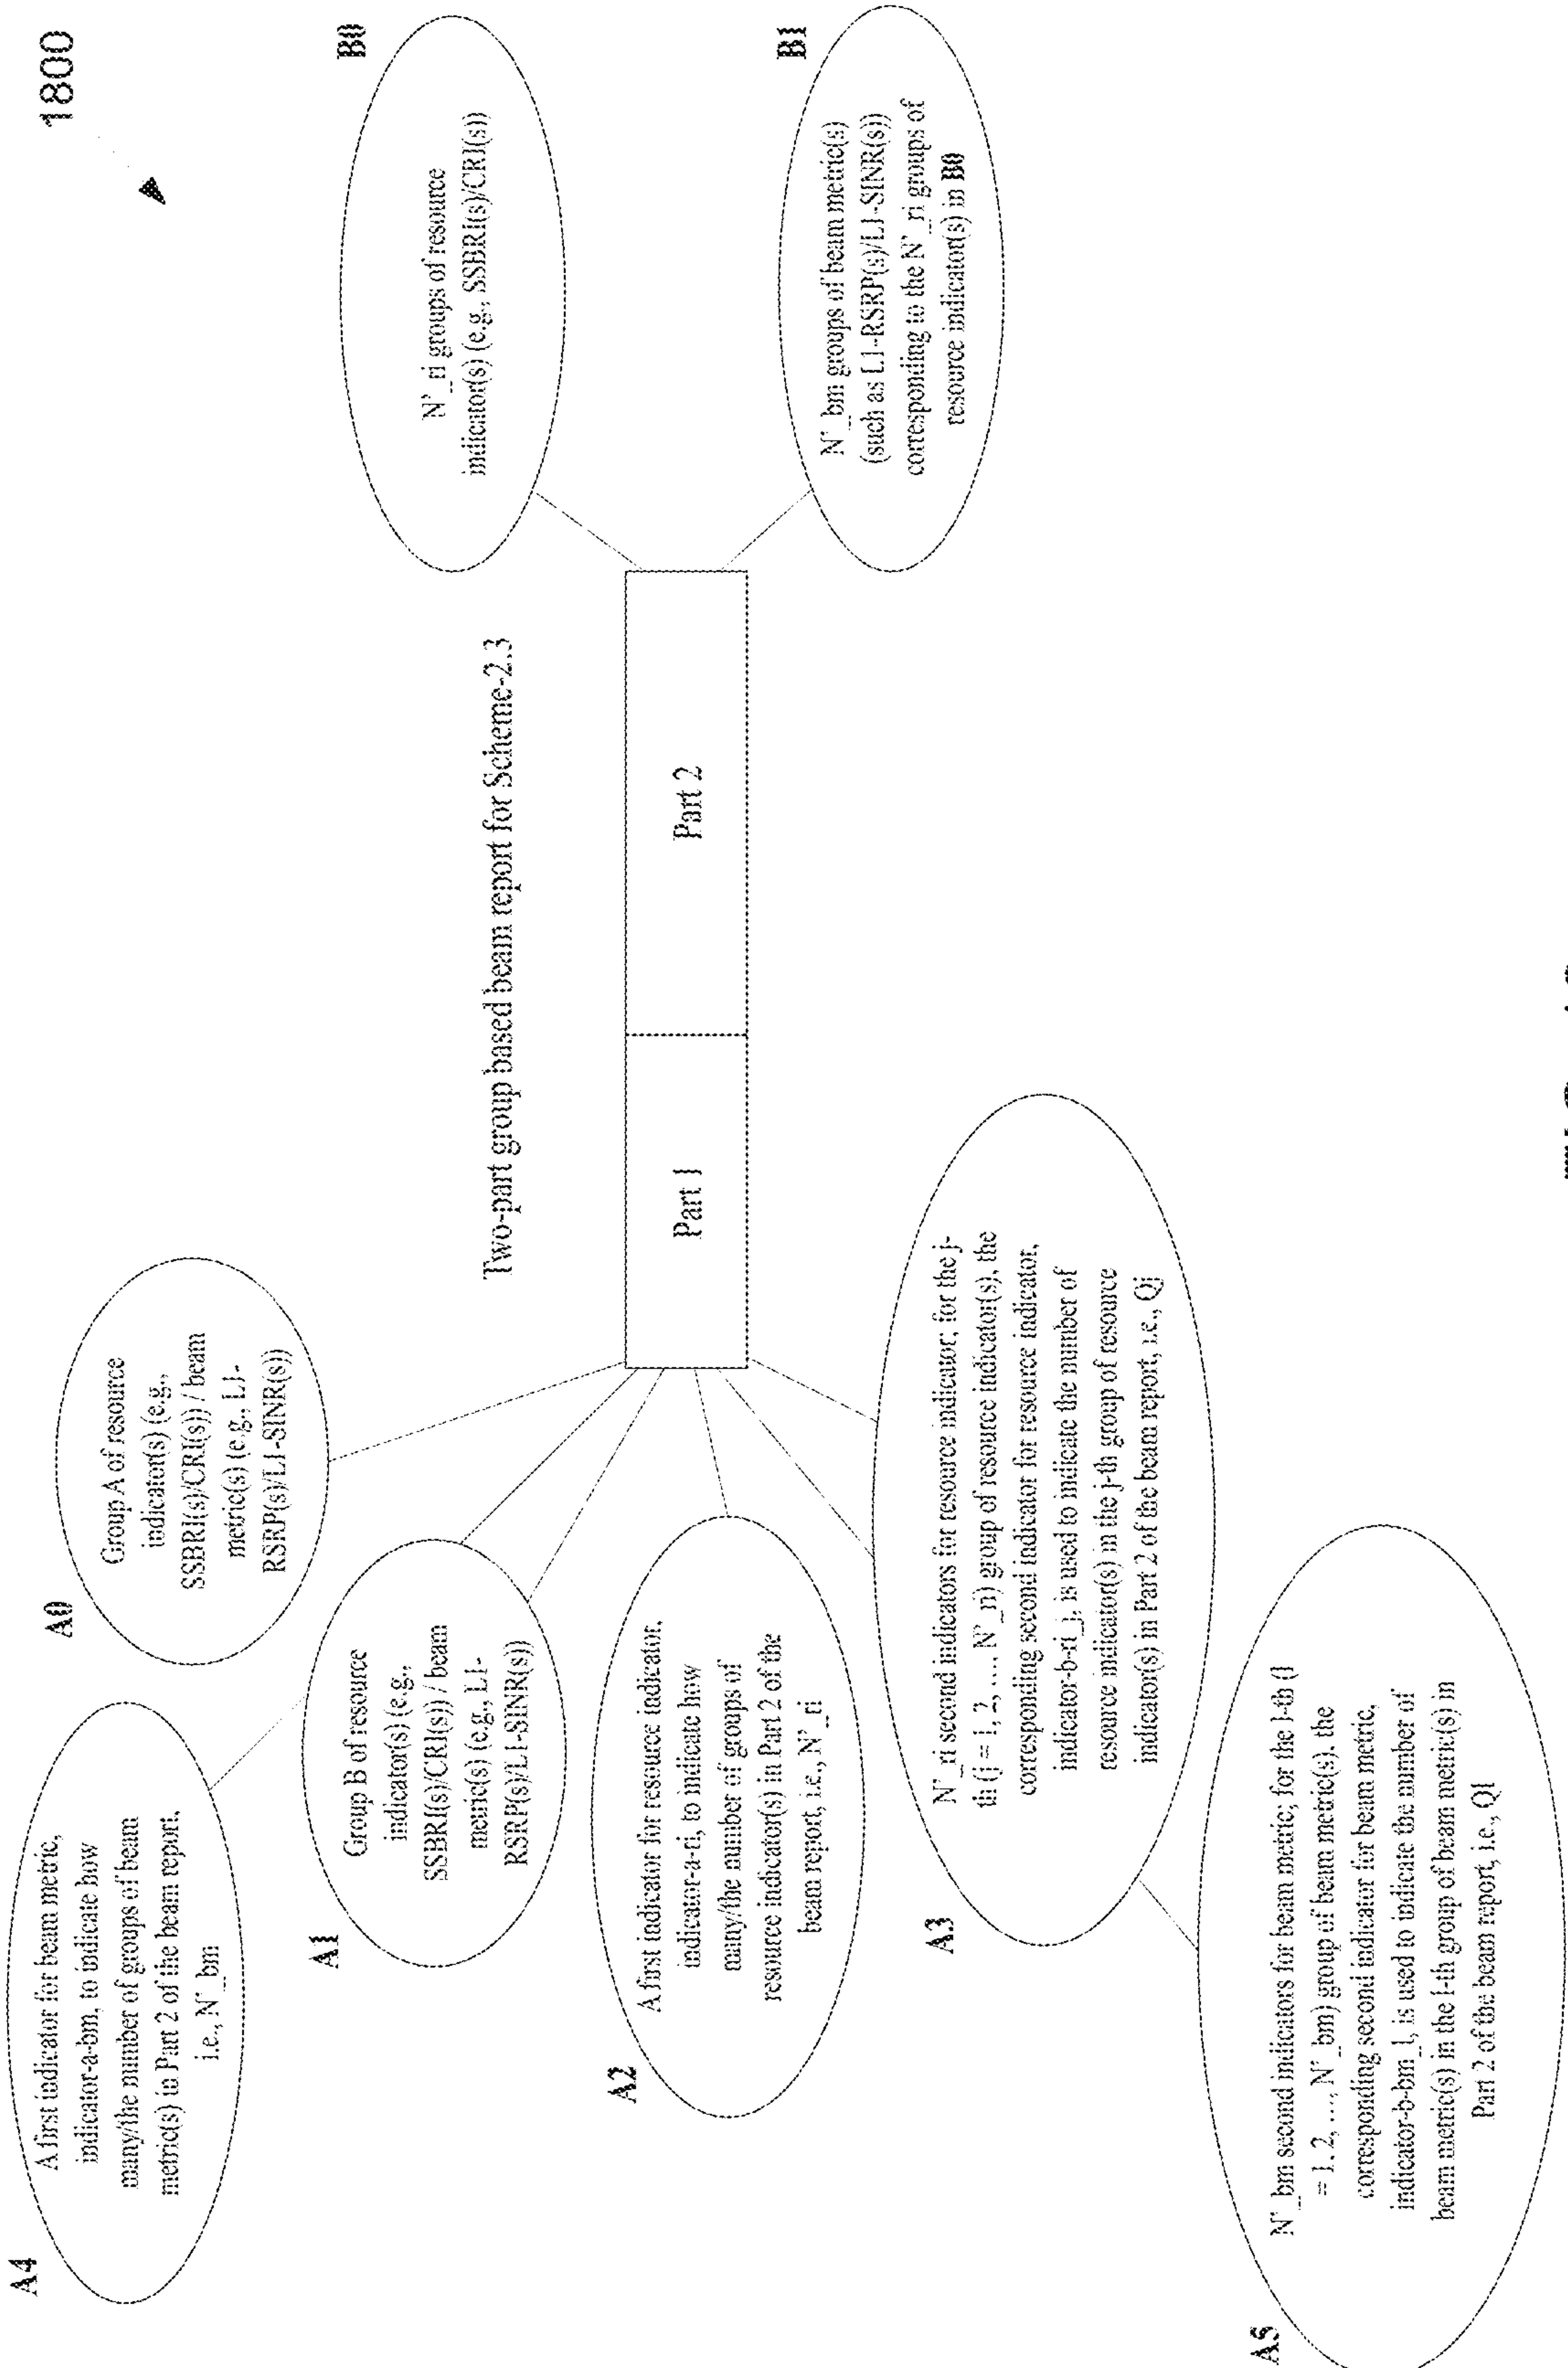 1800
A4
A first indicator for beam metric,
indicator-a-bm, to indicate how
many/the number of groups of beam
metric(s) in Part 2 of the beam report,
i.e., N'_bm
A0
Group A of resource
indicator(s) (e.g.,
SSBRI(s)/CRI(s)) / beam
metric(s) (e.g., L1-
RSRP(s)/L1-SINR(s))
A1
Group B of resource
indicator(s) (e.g.,
SSBRI(s)/CRI(s)) / beam
metric(s) (e.g., L1-
RSRP(s)/L1-SINR(s))
A2
A first indicator for resource indicator,
indicator-a-ri, to indicate how
many/the number of groups of
resource indicator(s) in Part 2 of the
beam report, i.e., N'_ri
A3
N'_ri second indicators for resource indicator; for the j-
th (j = 1, 2, ..., N'_ri) group of resource indicator(s), the
corresponding second indicator for resource indicator,
indicator-b-ri_j, is used to indicate the number of
resource indicator(s) in the j-th group of resource
indicator(s) in Part 2 of the beam report, i.e., Qj
A5
N'_bm second indicators for beam metric; for the l-th (l
= 1, 2, ..., N'_bm) group of beam metric(s), the
corresponding second indicator for beam metric,
indicator-b-bm_l, is used to indicate the number of
beam metric(s) in the l-th group of beam metric(s) in
Part 2 of the beam report, i.e., Ql
Two-part group based beam report for Scheme-2.3
Part 1
Part 2
B0
N'_ri groups of resource
indicator(s) (e.g., SSBRI(s)/CRI(s))
B1
N'_bm groups of beam metric(s)
(such as L1-RSRP(s)/L1-SINR(s))
corresponding to the N'_ri groups of
resource indicator(s) in B0